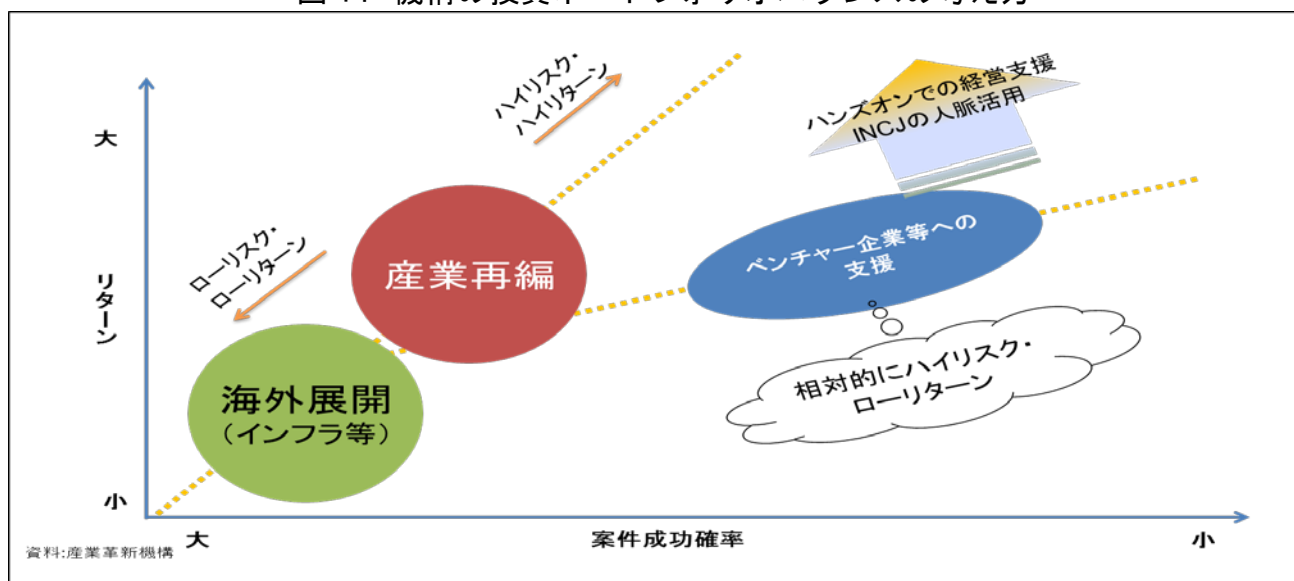 ハイリスク・
ハイリターン
ハンズオンでの経営支援
INCJの人脈活用
大
ローリスク・
ローリターン
産業再編
ベンチャー企業等への
支援
リターン
海外展開
（インフラ等）
相対的にハイリスク・
ローリターン
小
大
案件成功確率
小
資料:産業革新機構